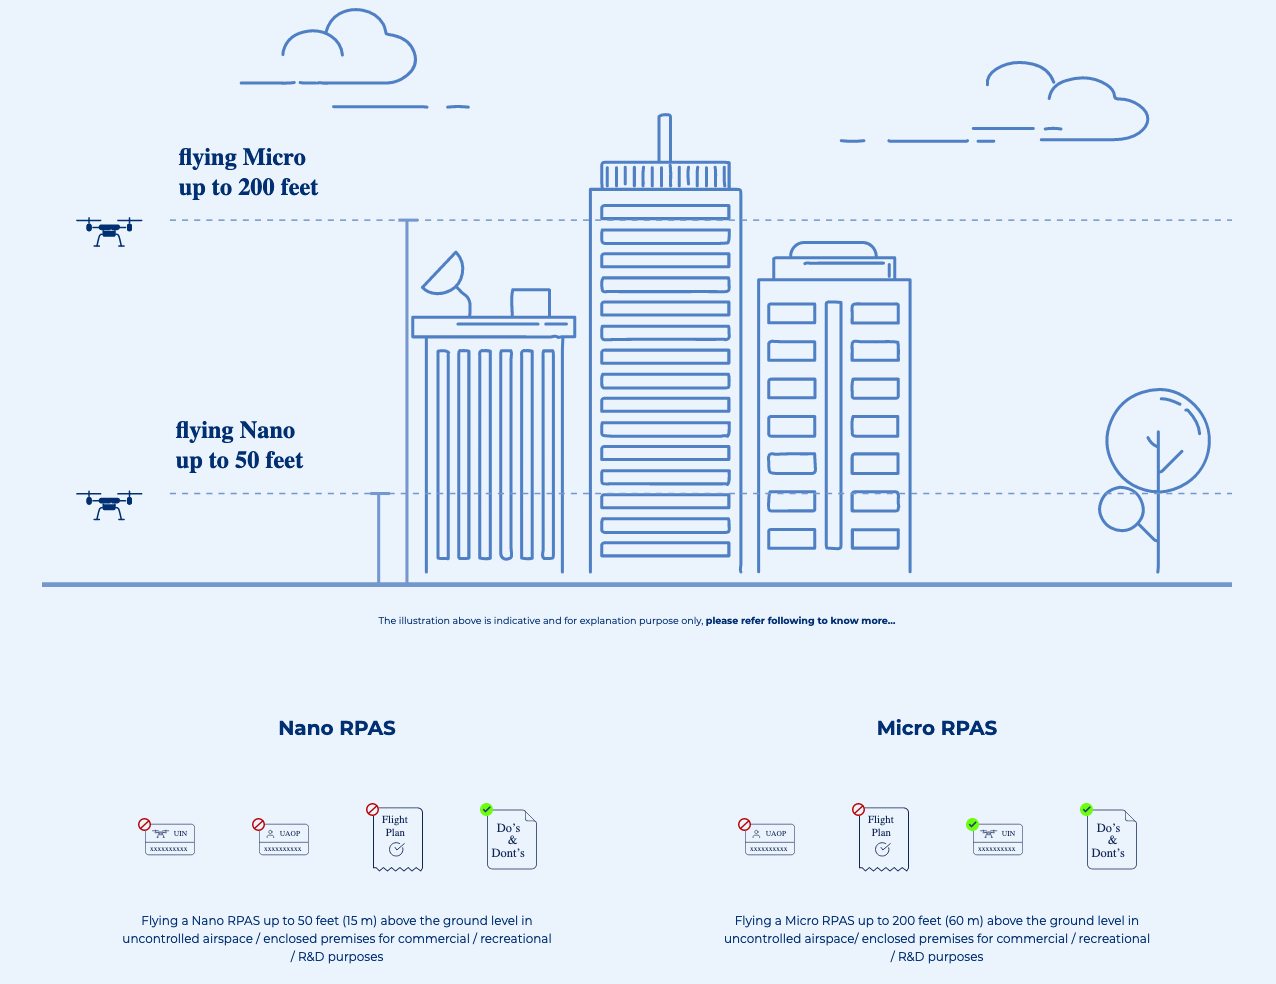 flying Micro
up to 200 feet
flying Nano
up to 50 feet
The illustration above is indicative and for explanation purpose only, please refer following to know more...
Nano RPAS
UIN
xxxxxxxxxx
UAOP
xxxxxxxxxx
Flight
Plan
Do's
&
Dont's
Flying a Nano RPAS up to 50 feet (15 m) above the ground level in
uncontrolled airspace / enclosed premises for commercial / recreational
/ R&D purposes
Micro RPAS
UAOP
xxxxxxxxxx
Flight
Plan
UIN
xxxxxxxxxx
Do's
&
Dont's
Flying a Micro RPAS up to 200 feet (60 m) above the ground level in
uncontrolled airspace/ enclosed premises for commercial / recreational
/ R&D purposes